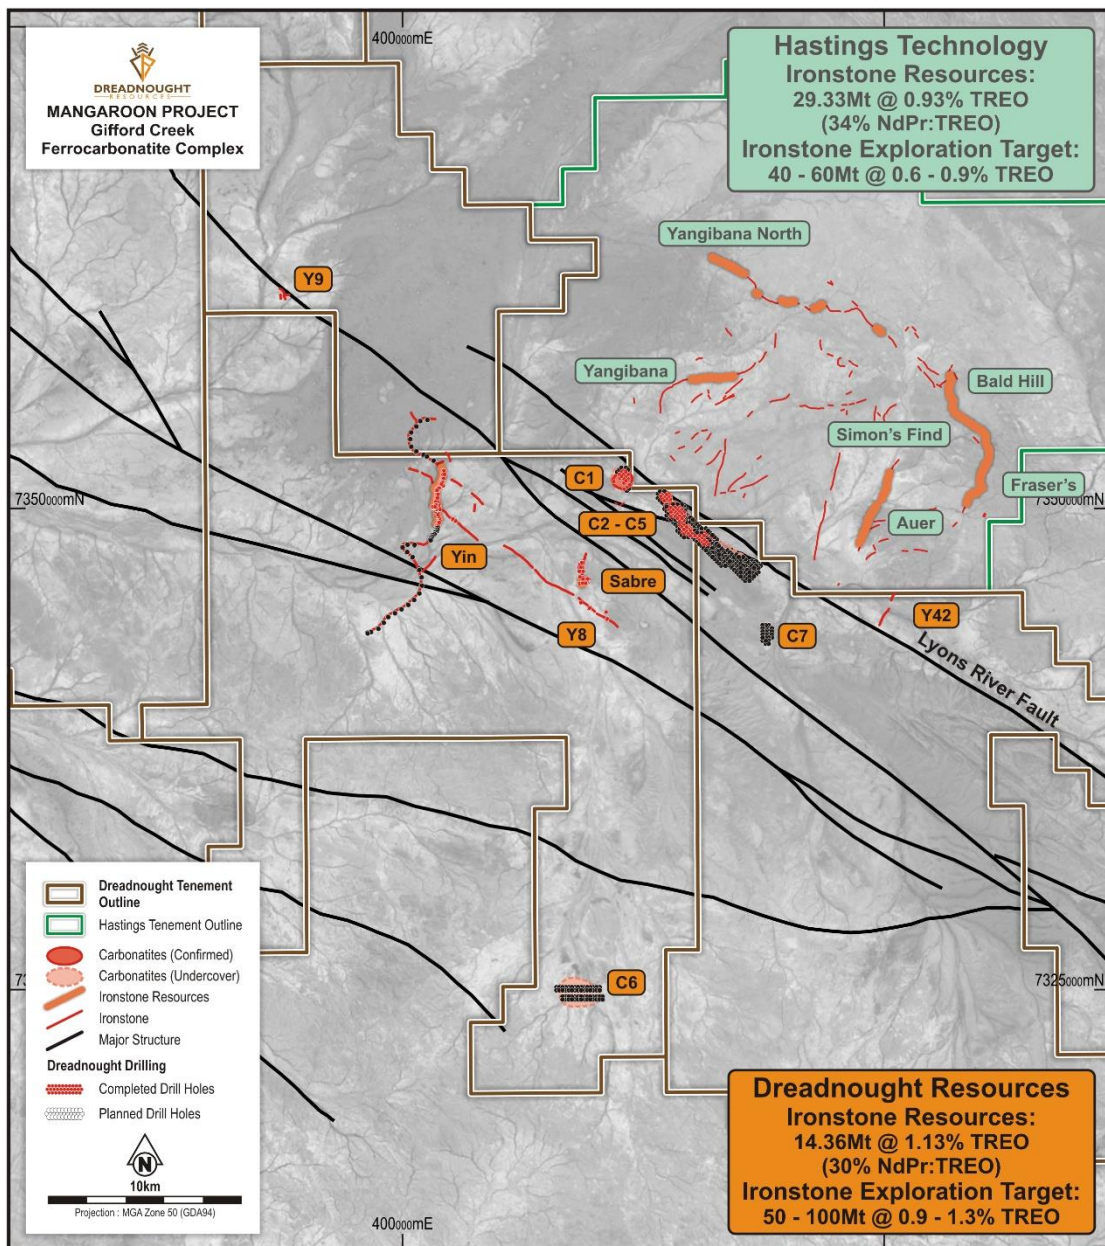 400000mE
DREADNOUGHT
RESOURCES
MANGAROON PROJECT
Gifford Creek
Ferrocarbonatite Complex
Hastings Technology
Ironstone Resources:
29.33Mt @ 0.93% TREO
(34% NdPr:TREO)
Ironstone Exploration Target:
40 - 60Mt @ 0.6 - 0.9% TREO
Yangibana North
Y9
Yangibana
Bald Hill
Simon's Find
C1
Fraser's
7350000mN
7350000mN
C2 - C5
Auer
Yin
Sabre
Y42
Y8
C7
Lyons River Fault
Dreadnought Tenement
Outline
Hastings Tenement Outline
Carbonatites (Confirmed)
Carbonatites (Undercover)
Ironstone Resources
Ironstone
Major Structure
Dreadnought Drilling
Completed Drill Holes
Planned Drill Holes
N
10km
Projection : MGA Zone 50 (GDA94)
C6
7325000mN
Dreadnought Resources
Ironstone Resources:
14.36Mt @ 1.13% TREO
(30% NdPr:TREO)
Ironstone Exploration Target:
50 - 100Mt @ 0.9 - 1.3% TREO
400000mE